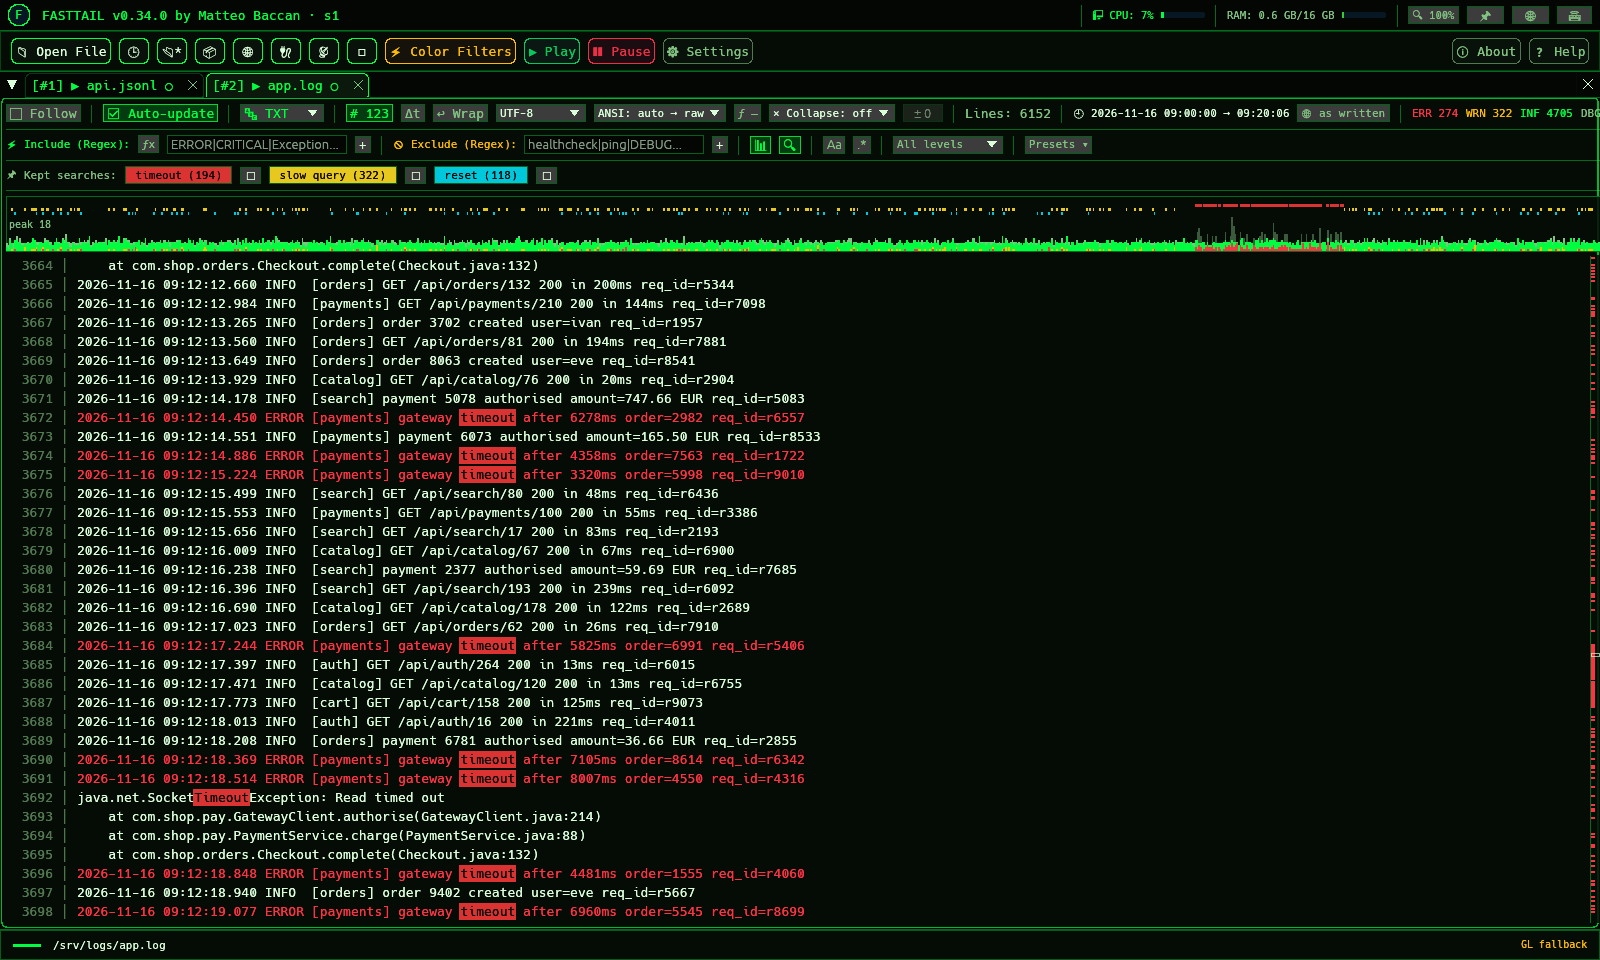 F FASTTAIL v0.34.0 by Matteo Baccan · s1 CPU: 7% RAM: 0.6 GB/16 GB 100%
Open File Color Filters Play Pause Settings About ? Help
[#1] ▶ api.jsonl ○ [#2] ▶ app.log ○
Follow Auto-update TXT # 123 Δt ↩ Wrap UTF-8 ANSI: auto → raw ƒ — × Collapse: off ±0 Lines: 6152 2026-11-16 09:00:00 → 09:20:06 as written ERR 274 WRN 322 INF 4705 DBG
Include (Regex): ƒx ERROR|CRITICAL|Exception... + Exclude (Regex): healthcheck|ping|DEBUG... + Aa .* All levels Presets ▾
Kept searches: timeout (194) slow query (322) reset (118)
peak 18
3664 | at com.shop.orders.Checkout.complete(Checkout.java:132)
3665 | 2026-11-16 09:12:12.660 INFO [orders] GET /api/orders/132 200 in 200ms req_id=r5344
3666 | 2026-11-16 09:12:12.984 INFO [payments] GET /api/payments/210 200 in 144ms req_id=r7098
3667 | 2026-11-16 09:12:13.265 INFO [orders] order 3702 created user=ivan req_id=r1957
3668 | 2026-11-16 09:12:13.560 INFO [orders] GET /api/orders/81 200 in 194ms req_id=r7881
3669 | 2026-11-16 09:12:13.649 INFO [orders] order 8063 created user=eve req_id=r8541
3670 | 2026-11-16 09:12:13.929 INFO [catalog] GET /api/catalog/76 200 in 20ms req_id=r2904
3671 | 2026-11-16 09:12:14.178 INFO [search] payment 5078 authorised amount=747.66 EUR req_id=r5083
3672 | 2026-11-16 09:12:14.450 ERROR [payments] gateway timeout after 6278ms order=2982 req_id=r6557
3673 | 2026-11-16 09:12:14.551 INFO [payments] payment 6073 authorised amount=165.50 EUR req_id=r8533
3674 | 2026-11-16 09:12:14.886 ERROR [payments] gateway timeout after 4358ms order=7563 req_id=r1722
3675 | 2026-11-16 09:12:15.224 ERROR [payments] gateway timeout after 3320ms order=5998 req_id=r9010
3676 | 2026-11-16 09:12:15.499 INFO [search] GET /api/search/80 200 in 48ms req_id=r6436
3677 | 2026-11-16 09:12:15.553 INFO [payments] GET /api/payments/100 200 in 55ms req_id=r3386
3678 | 2026-11-16 09:12:15.656 INFO [search] GET /api/search/17 200 in 83ms req_id=r2193
3679 | 2026-11-16 09:12:16.009 INFO [catalog] GET /api/catalog/67 200 in 67ms req_id=r6900
3680 | 2026-11-16 09:12:16.238 INFO [search] payment 2377 authorised amount=59.69 EUR req_id=r7685
3681 | 2026-11-16 09:12:16.396 INFO [search] GET /api/search/193 200 in 239ms req_id=r6092
3682 | 2026-11-16 09:12:16.690 INFO [catalog] GET /api/catalog/178 200 in 122ms req_id=r2689
3683 | 2026-11-16 09:12:17.023 INFO [orders] GET /api/orders/62 200 in 26ms req_id=r7910
3684 | 2026-11-16 09:12:17.244 ERROR [payments] gateway timeout after 5825ms order=6991 req_id=r5406
3685 | 2026-11-16 09:12:17.397 INFO [auth] GET /api/auth/264 200 in 13ms req_id=r6015
3686 | 2026-11-16 09:12:17.471 INFO [catalog] GET /api/catalog/120 200 in 13ms req_id=r6755
3687 | 2026-11-16 09:12:17.773 INFO [cart] GET /api/cart/158 200 in 125ms req_id=r9073
3688 | 2026-11-16 09:12:18.013 INFO [auth] GET /api/auth/16 200 in 221ms req_id=r4011
3689 | 2026-11-16 09:12:18.208 INFO [orders] payment 6781 authorised amount=36.66 EUR req_id=r2855
3690 | 2026-11-16 09:12:18.369 ERROR [payments] gateway timeout after 7105ms order=8614 req_id=r6342
3691 | 2026-11-16 09:12:18.514 ERROR [payments] gateway timeout after 8007ms order=4550 req_id=r4316
3692 | java.net.SocketTimeoutException: Read timed out
3693 | at com.shop.pay.GatewayClient.authorise(GatewayClient.java:214)
3694 | at com.shop.pay.PaymentService.charge(PaymentService.java:88)
3695 | at com.shop.orders.Checkout.complete(Checkout.java:132)
3696 | 2026-11-16 09:12:18.848 ERROR [payments] gateway timeout after 4481ms order=1555 req_id=r4060
3697 | 2026-11-16 09:12:18.940 INFO [orders] order 9402 created user=eve req_id=r5667
3698 | 2026-11-16 09:12:19.077 ERROR [payments] gateway timeout after 6960ms order=5545 req_id=r8699
/srv/logs/app.log GL fallback